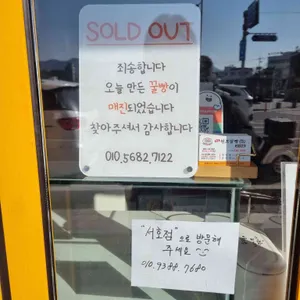 SOLD OUT
죄송합니다
오늘 만든 꿀빵이
매진되었습니다
찾아주셔서 감사합니다
010.5682.7122
"서호점"으로 방문해
주세요
010.9388.7680